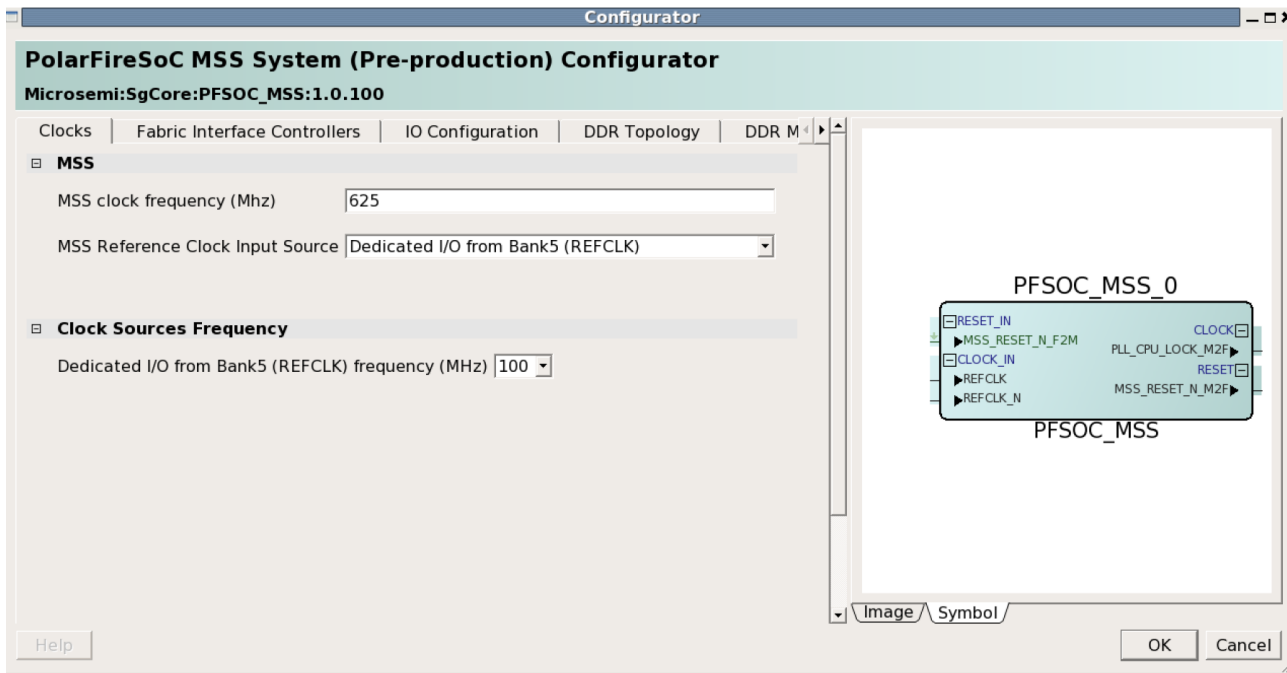 Configurator
PolarFireSoC MSS System (Pre-production) Configurator
Microsemi:SgCore:PFSOC_MSS:1.0.100
Clocks Fabric Interface Controllers IO Configuration DDR Topology DDR M
MSS
MSS clock frequency (Mhz) 625
MSS Reference Clock Input Source Dedicated I/O from Bank5 (REFCLK)
Clock Sources Frequency
Dedicated I/O from Bank5 (REFCLK) frequency (MHz) 100
PFSOC_MSS_0
RESET_IN
MSS_RESET_N_F2M
CLOCK_IN
REFCLK
REFCLK_N
CLOCK
PLL_CPU_LOCK_M2F
RESET
MSS_RESET_N_M2F
PFSOC_MSS
Image Symbol
Help OK Cancel